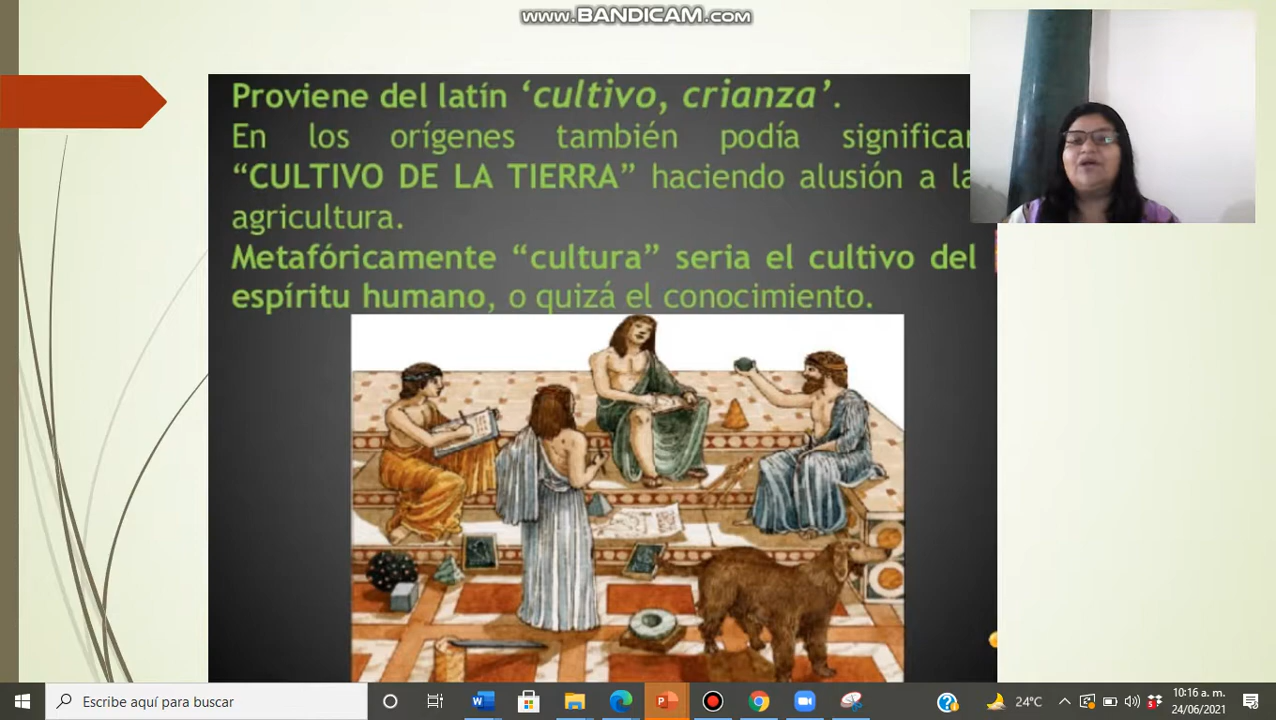 www.BANDICAM.com
Proviene del latín ‘cultivo, crianza’.
En los orígenes también podía significar
“CULTIVO DE LA TIERRA” haciendo alusión a la
agricultura.
Metafóricamente “cultura” seria el cultivo del
espíritu humano, o quizá el conocimiento.
Escribe aquí para buscar
24°C
10:16 a. m.
24/06/2021